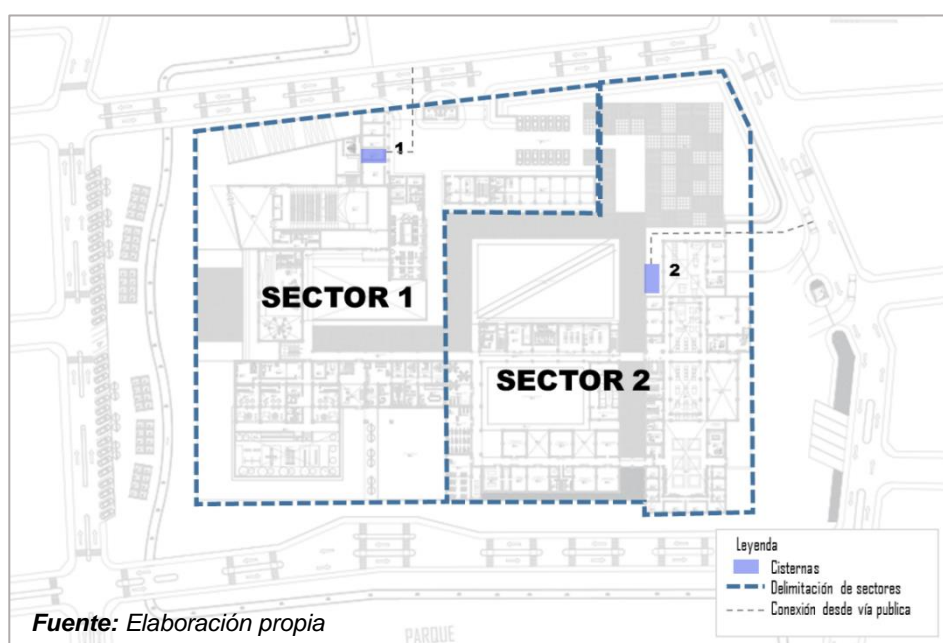 1
2
SECTOR 1
SECTOR 2
Leyenda
Cisternas
Delimitación de sectores
Conexión desde vía publica
Fuente: Elaboración propia
PARQUE